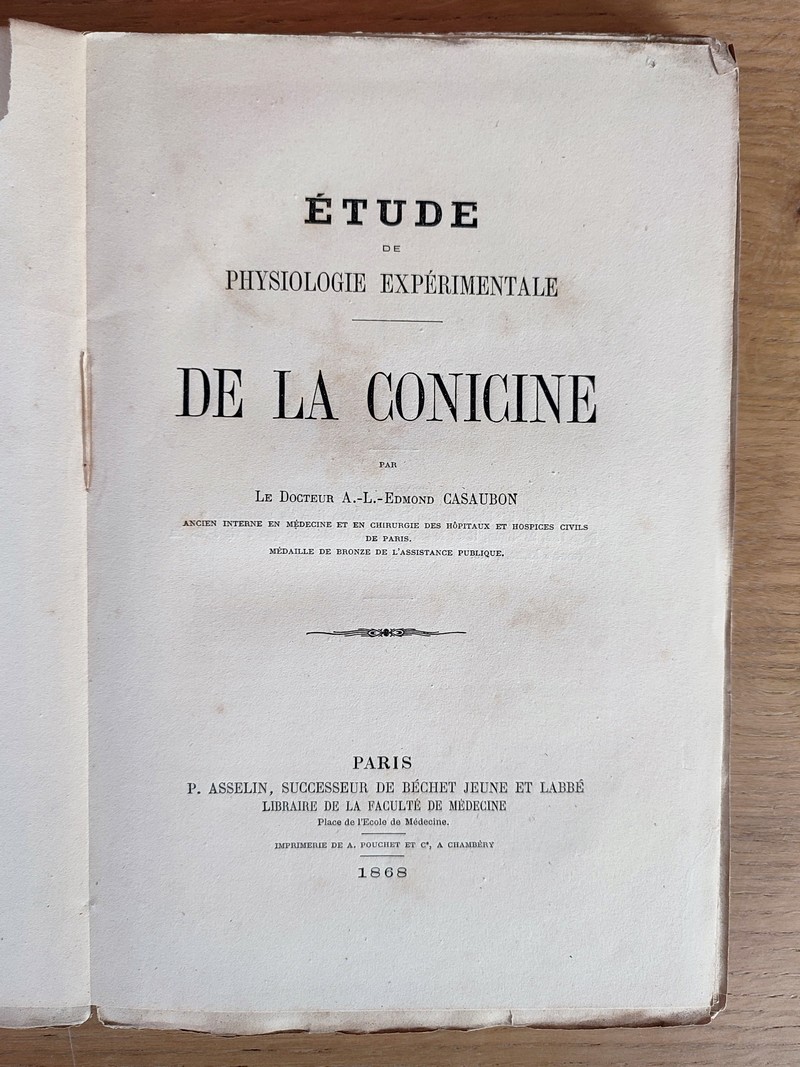 ÉTUDE
DE
PHYSIOLOGIE EXPÉRIMENTALE
DE LA CONICINE
PAR
LE DOCTEUR A.-L.-EDMOND CASAUBON
ANCIEN INTERNE EN MÉDECINE ET EN CHIRURGIE DES HÔPITAUX ET HOSPICES CIVILS
DE PARIS.
MÉDAILLE DE BRONZE DE L'ASSISTANCE PUBLIQUE.
PARIS
P. ASSELIN, SUCCESSEUR DE BÉCHET JEUNE ET LABBÉ
LIBRAIRE DE LA FACULTÉ DE MÉDECINE
Place de l'Ecole de Médecine.
IMPRIMERIE DE A. POUCHET ET Cᵉ, A CHAMBÉRY
1868